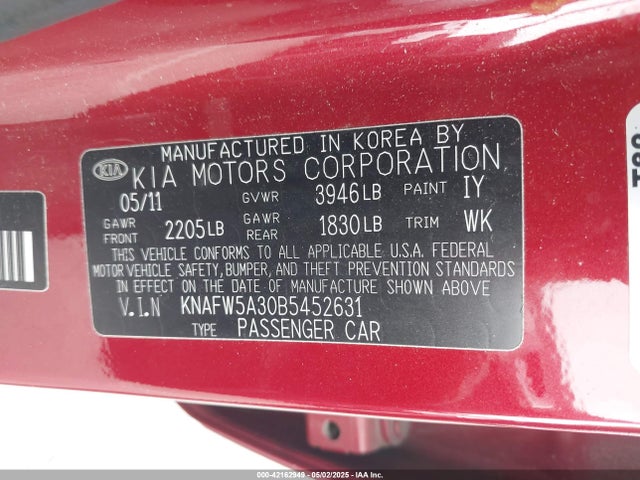 MANUFACTURED IN KOREA BY
KIA KIA MOTORS CORPORATION
05/11 GVWR 3946LB PAINT IY
GAWR FRONT 2205LB GAWR REAR 1830LB TRIM WK
THIS VEHICLE CONFORMS TO ALL APPLICABLE U.S.A. FEDERAL
MOTOR VEHICLE SAFETY, BUMPER, AND THEFT PREVENTION STANDARDS
IN EFFECT ON THE DATE OF MANUFACTURE SHOWN ABOVE
V.I.N KNAFW5A30B5452631
TYPE PASSENGER CAR
000-42162949 - 05/02/2025 - IAA Inc.